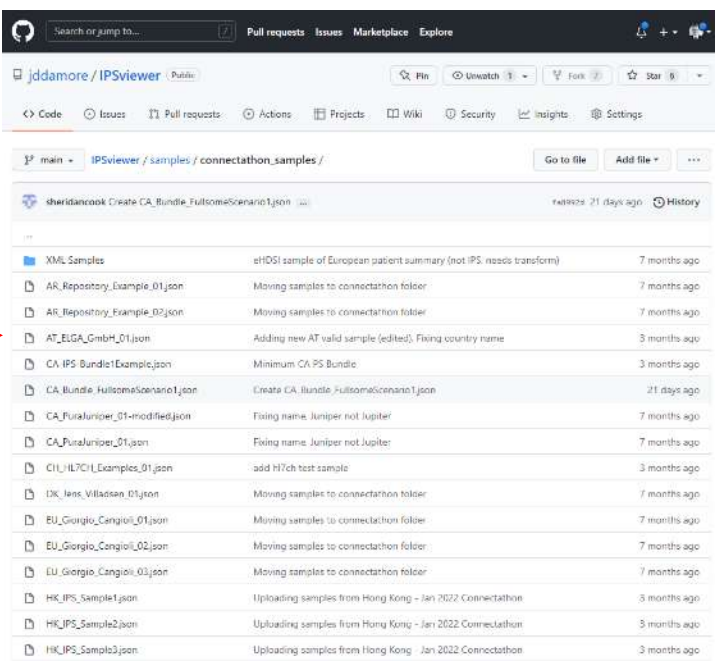 Search or jump to... /
Pull requests Issues Marketplace Explore
jddamore / IPSviewer Public
Pin Unwatch 1 Fork 2 Star 6
Code Issues Pull requests Actions Projects Wiki Security Insights Settings
main IPSviewer / samples / connectathon_samples / Go to file Add file ...
sheridancook Create CA_Bundle_FullsomeScenario1.json ... 21 days ago History
..
XML Samples eHDSI sample of European patient summary (not IPS, needs transform) 7 months ago
AR_Repository_Example_01.json Moving samples to connectathon folder 7 months ago
AR_Repository_Example_02.json Moving samples to connectathon folder 7 months ago
AT_ELGA_GmbH_01.json Adding new AT valid sample (edited). Fixing country name 3 months ago
CA-IPS-Bundle1Example.json Minimum CA PS Bundle 3 months ago
CA_Bundle_FullsomeScenario1.json Create CA_Bundle_FullsomeScenario1.json 21 days ago
CA_PuraJuniper_01-modified.json Fixing name, Juniper not Jupiter 7 months ago
CA_PuraJuniper_01.json Fixing name, Juniper not Jupiter 7 months ago
CH_HL7CH_Examples_01.json add hl7ch test sample 3 months ago
DK_Jens_Villadsen_01.json Moving samples to connectathon folder 7 months ago
EU_Giorgio_Cangioli_01.json Moving samples to connectathon folder 7 months ago
EU_Giorgio_Cangioli_02.json Moving samples to connectathon folder 7 months ago
EU_Giorgio_Cangioli_03.json Moving samples to connectathon folder 7 months ago
HK_IPS_Sample1.json Uploading samples from Hong Kong - Jan 2022 Connectathon 3 months ago
HK_IPS_Sample2.json Uploading samples from Hong Kong - Jan 2022 Connectathon 3 months ago
HK_IPS_Sample3.json Uploading samples from Hong Kong - Jan 2022 Connectathon 3 months ago